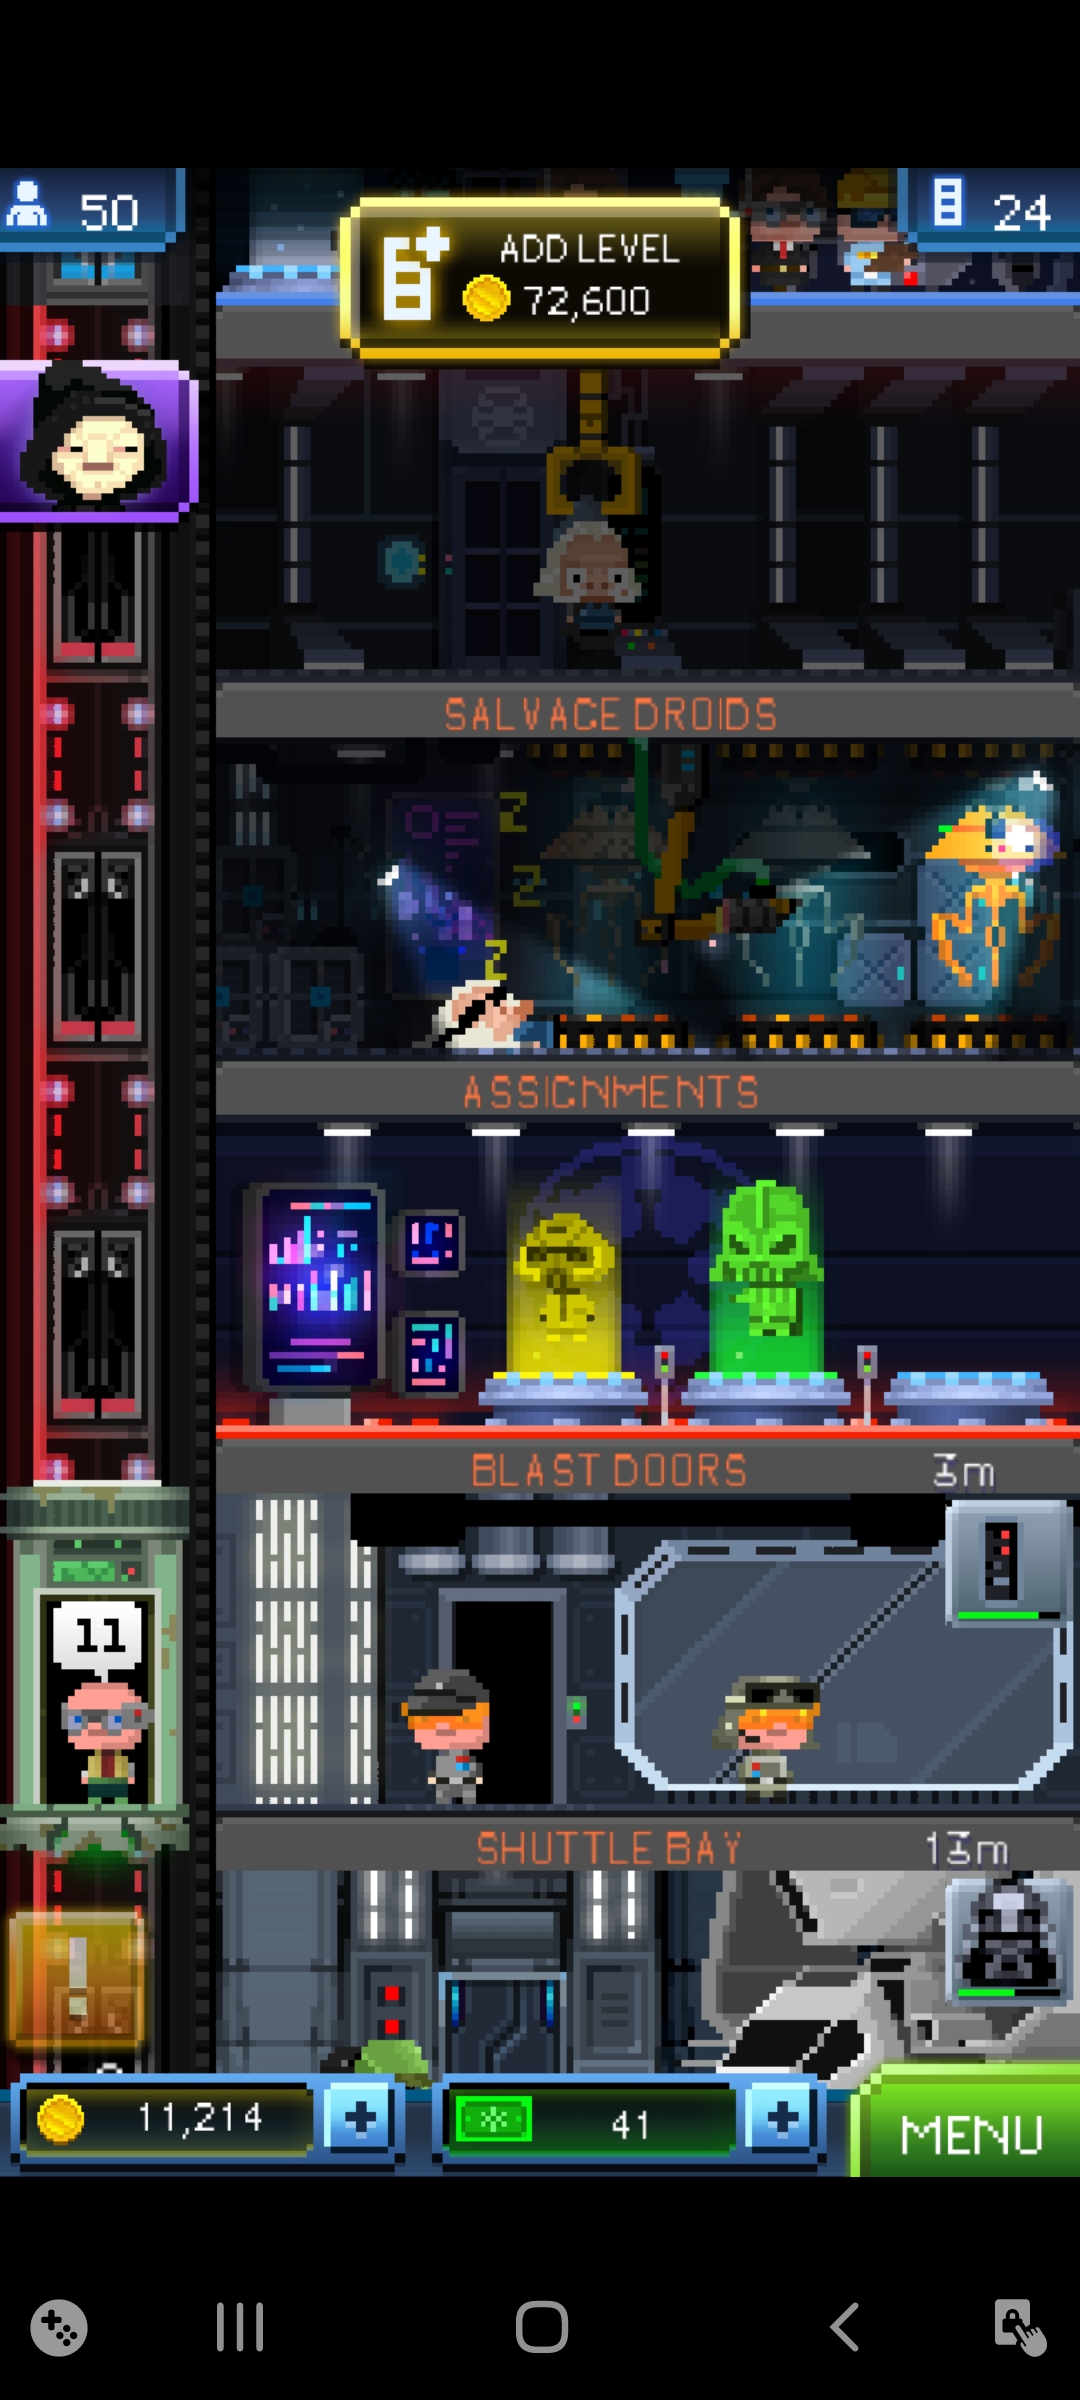 50
24
ADD LEVEL
72,600
SALVAGE DROIDS
Z
Z
Z
ASSIGNMENTS
BLAST DOORS 3m
11
SHUTTLE BAY
!
11,214
41
MENU